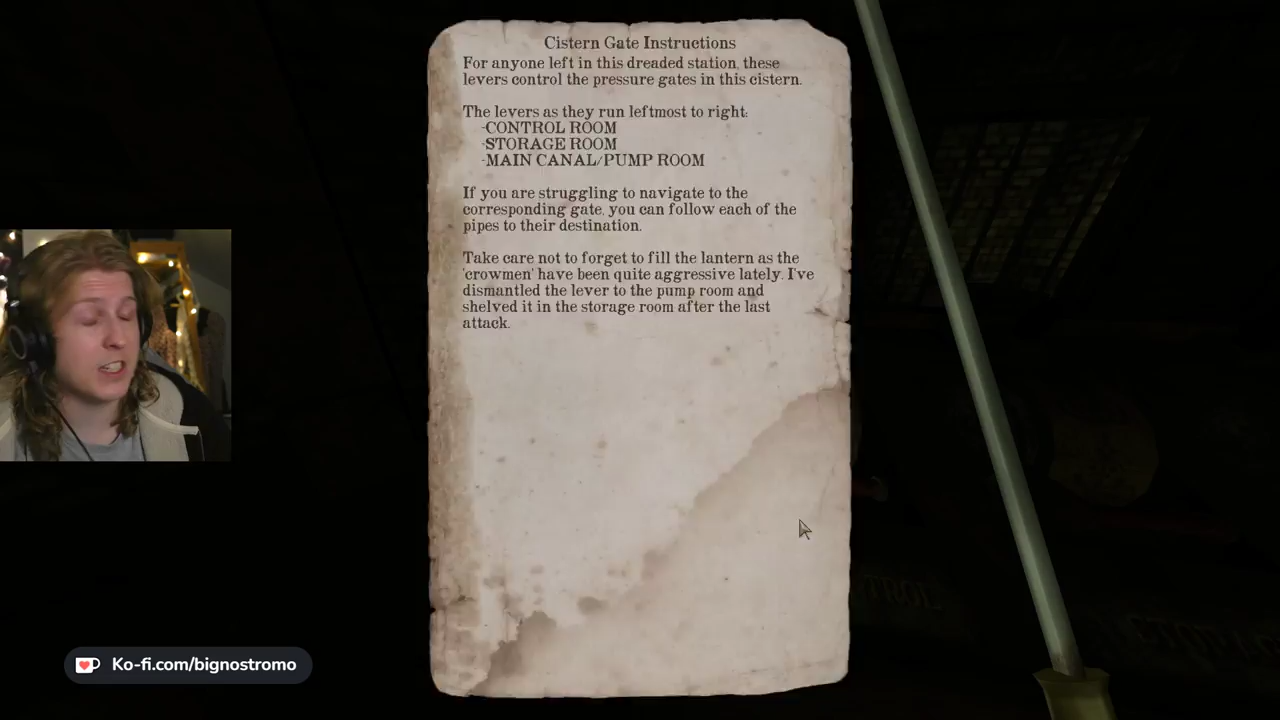 Cistern Gate Instructions
For anyone left in this dreaded station, these
levers control the pressure gates in this cistern.
The levers as they run leftmost to right:
-CONTROL ROOM
-STORAGE ROOM
-MAIN CANAL/PUMP ROOM
If you are struggling to navigate to the
corresponding gate, you can follow each of the
pipes to their destination.
Take care not to forget to fill the lantern as the
'crowmen' have been quite aggressive lately. I've
dismantled the lever to the pump room and
shelved it in the storage room after the last
attack.
Ko-fi.com/bignostromo